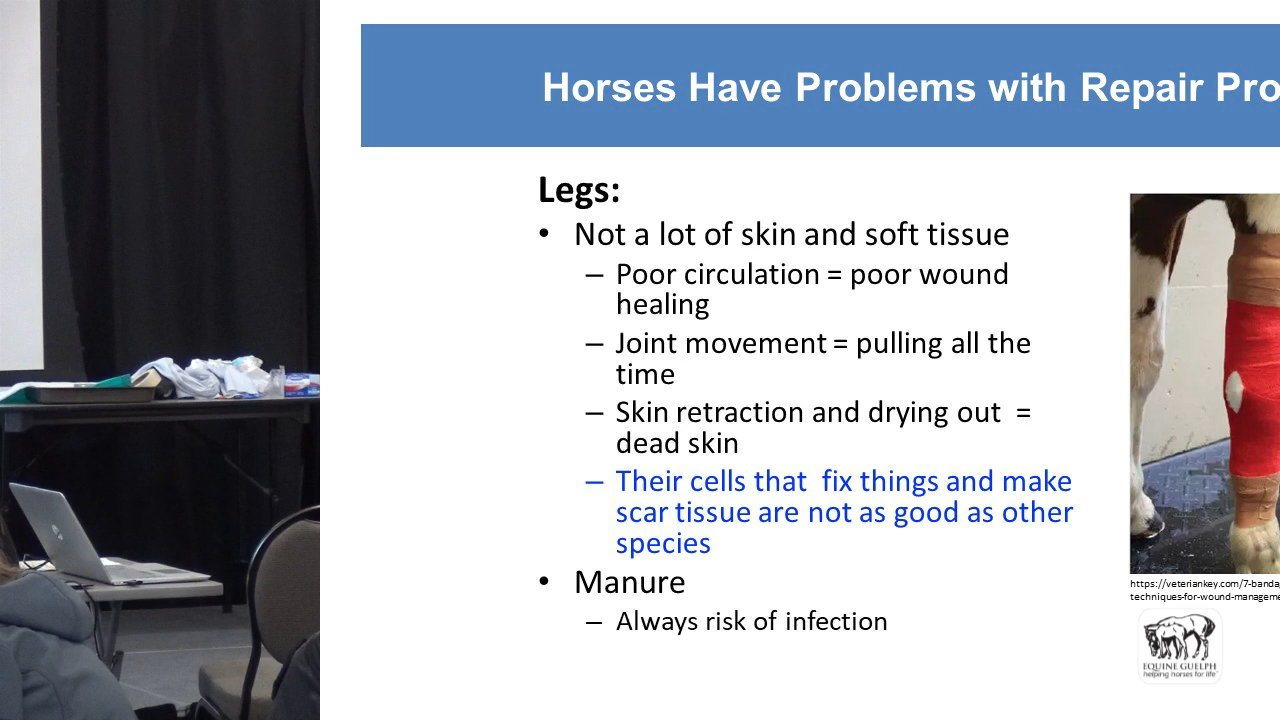 Horses Have Problems with Repair Pro
Legs:
• Not a lot of skin and soft tissue
– Poor circulation = poor wound
healing
– Joint movement = pulling all the
time
– Skin retraction and drying out =
dead skin
– Their cells that fix things and make
scar tissue are not as good as other
species
• Manure
– Always risk of infection
https://veteriankey.com/7-banda
techniques-for-wound-manageme
EQUINE GUELPH
helping horses for life